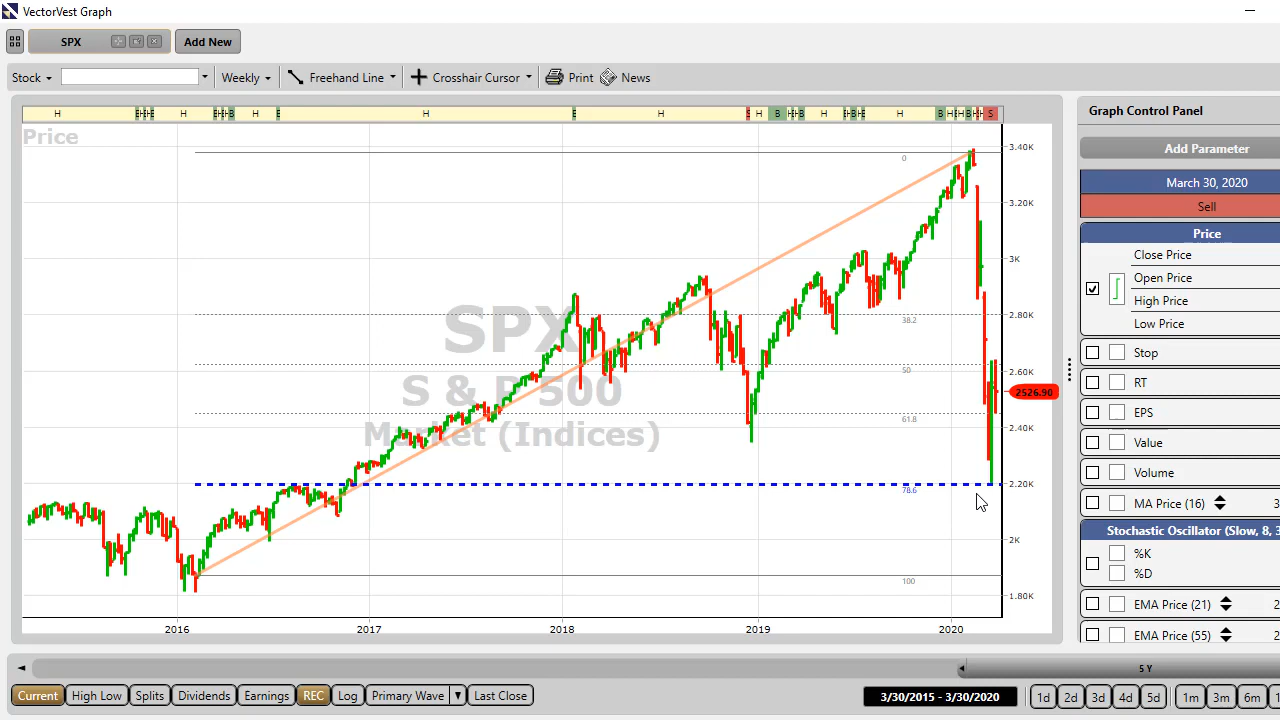 VectorVest Graph
SPX
Add New
Stock
Weekly
Freehand Line
Crosshair Cursor
Print
News
H H E H H B H B
Price
SPX
S & P 500
Market (Indices)
0
38.2
50
61.8
78.6
100
3.40K
3.20K
3K
2.80K
2.60K
2526.90
2.40K
2.20K
2K
1.80K
2016 2017 2018 2019 2020
Graph Control Panel
Add Parameter
March 30, 2020
Sell
Price
Close Price
Open Price
High Price
Low Price
Stop
RT
EPS
Value
Volume
MA Price (16) 3
Stochastic Oscillator (Slow, 8, 3
%K
%D
EMA Price (21) 2
EMA Price (55) 2
5 Y
Current High Low Splits Dividends Earnings REC Log Primary Wave Last Close
3/30/2015 - 3/30/2020
1d 2d 3d 4d 5d 1m 3m 6m 1